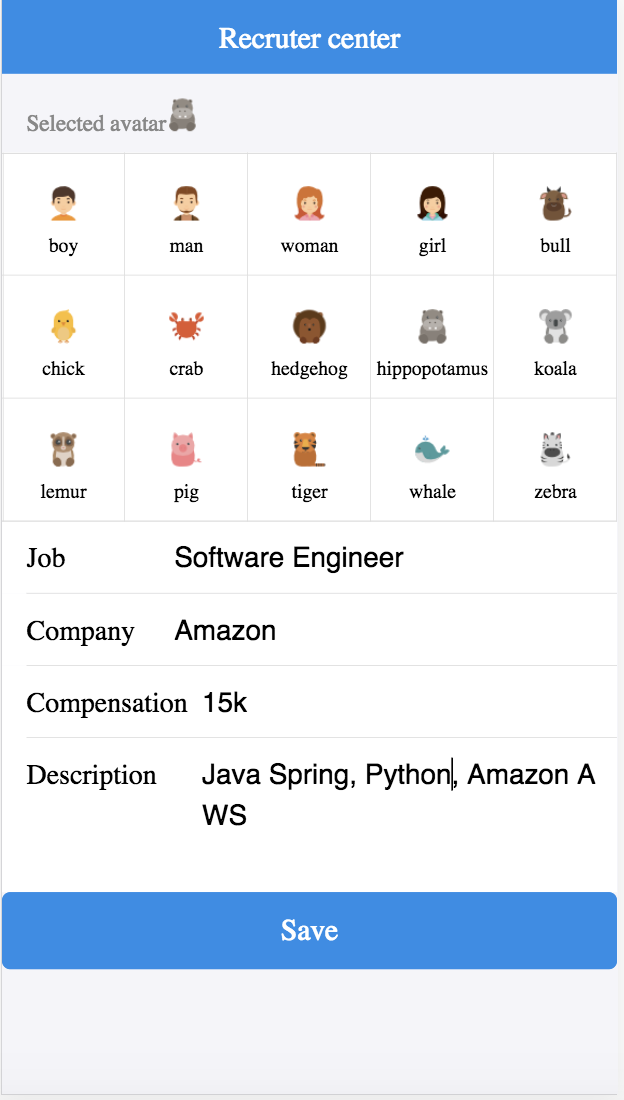 Recruter center
Selected avatar
boy man woman girl bull
chick crab hedgehog hippopotamus koala
lemur pig tiger whale zebra
Job Software Engineer
Company Amazon
Compensation 15k
Description Java Spring, Python, Amazon A
WS
Save